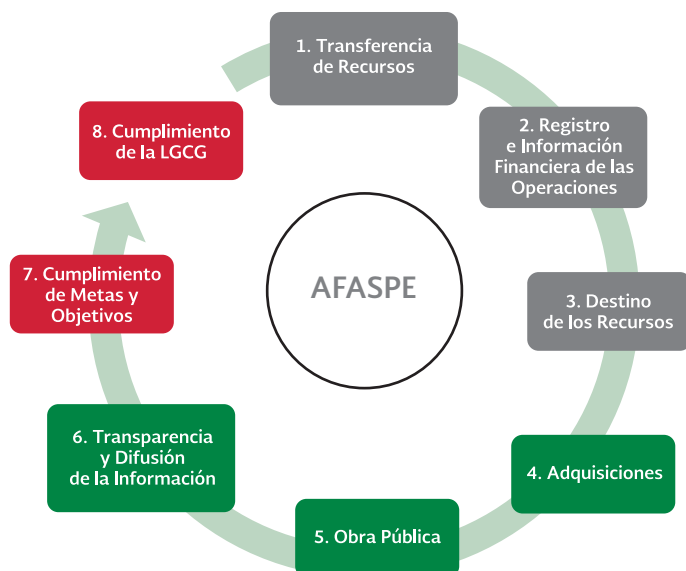 1. Transferencia
de Recursos
2. Registro
e Información
Financiera de las
Operaciones
3. Destino
de los Recursos
4. Adquisiciones
5. Obra Pública
6. Transparencia
y Difusión
de la Información
7. Cumplimiento
de Metas y
Objetivos
8. Cumplimiento
de la LGCG
AFASPE